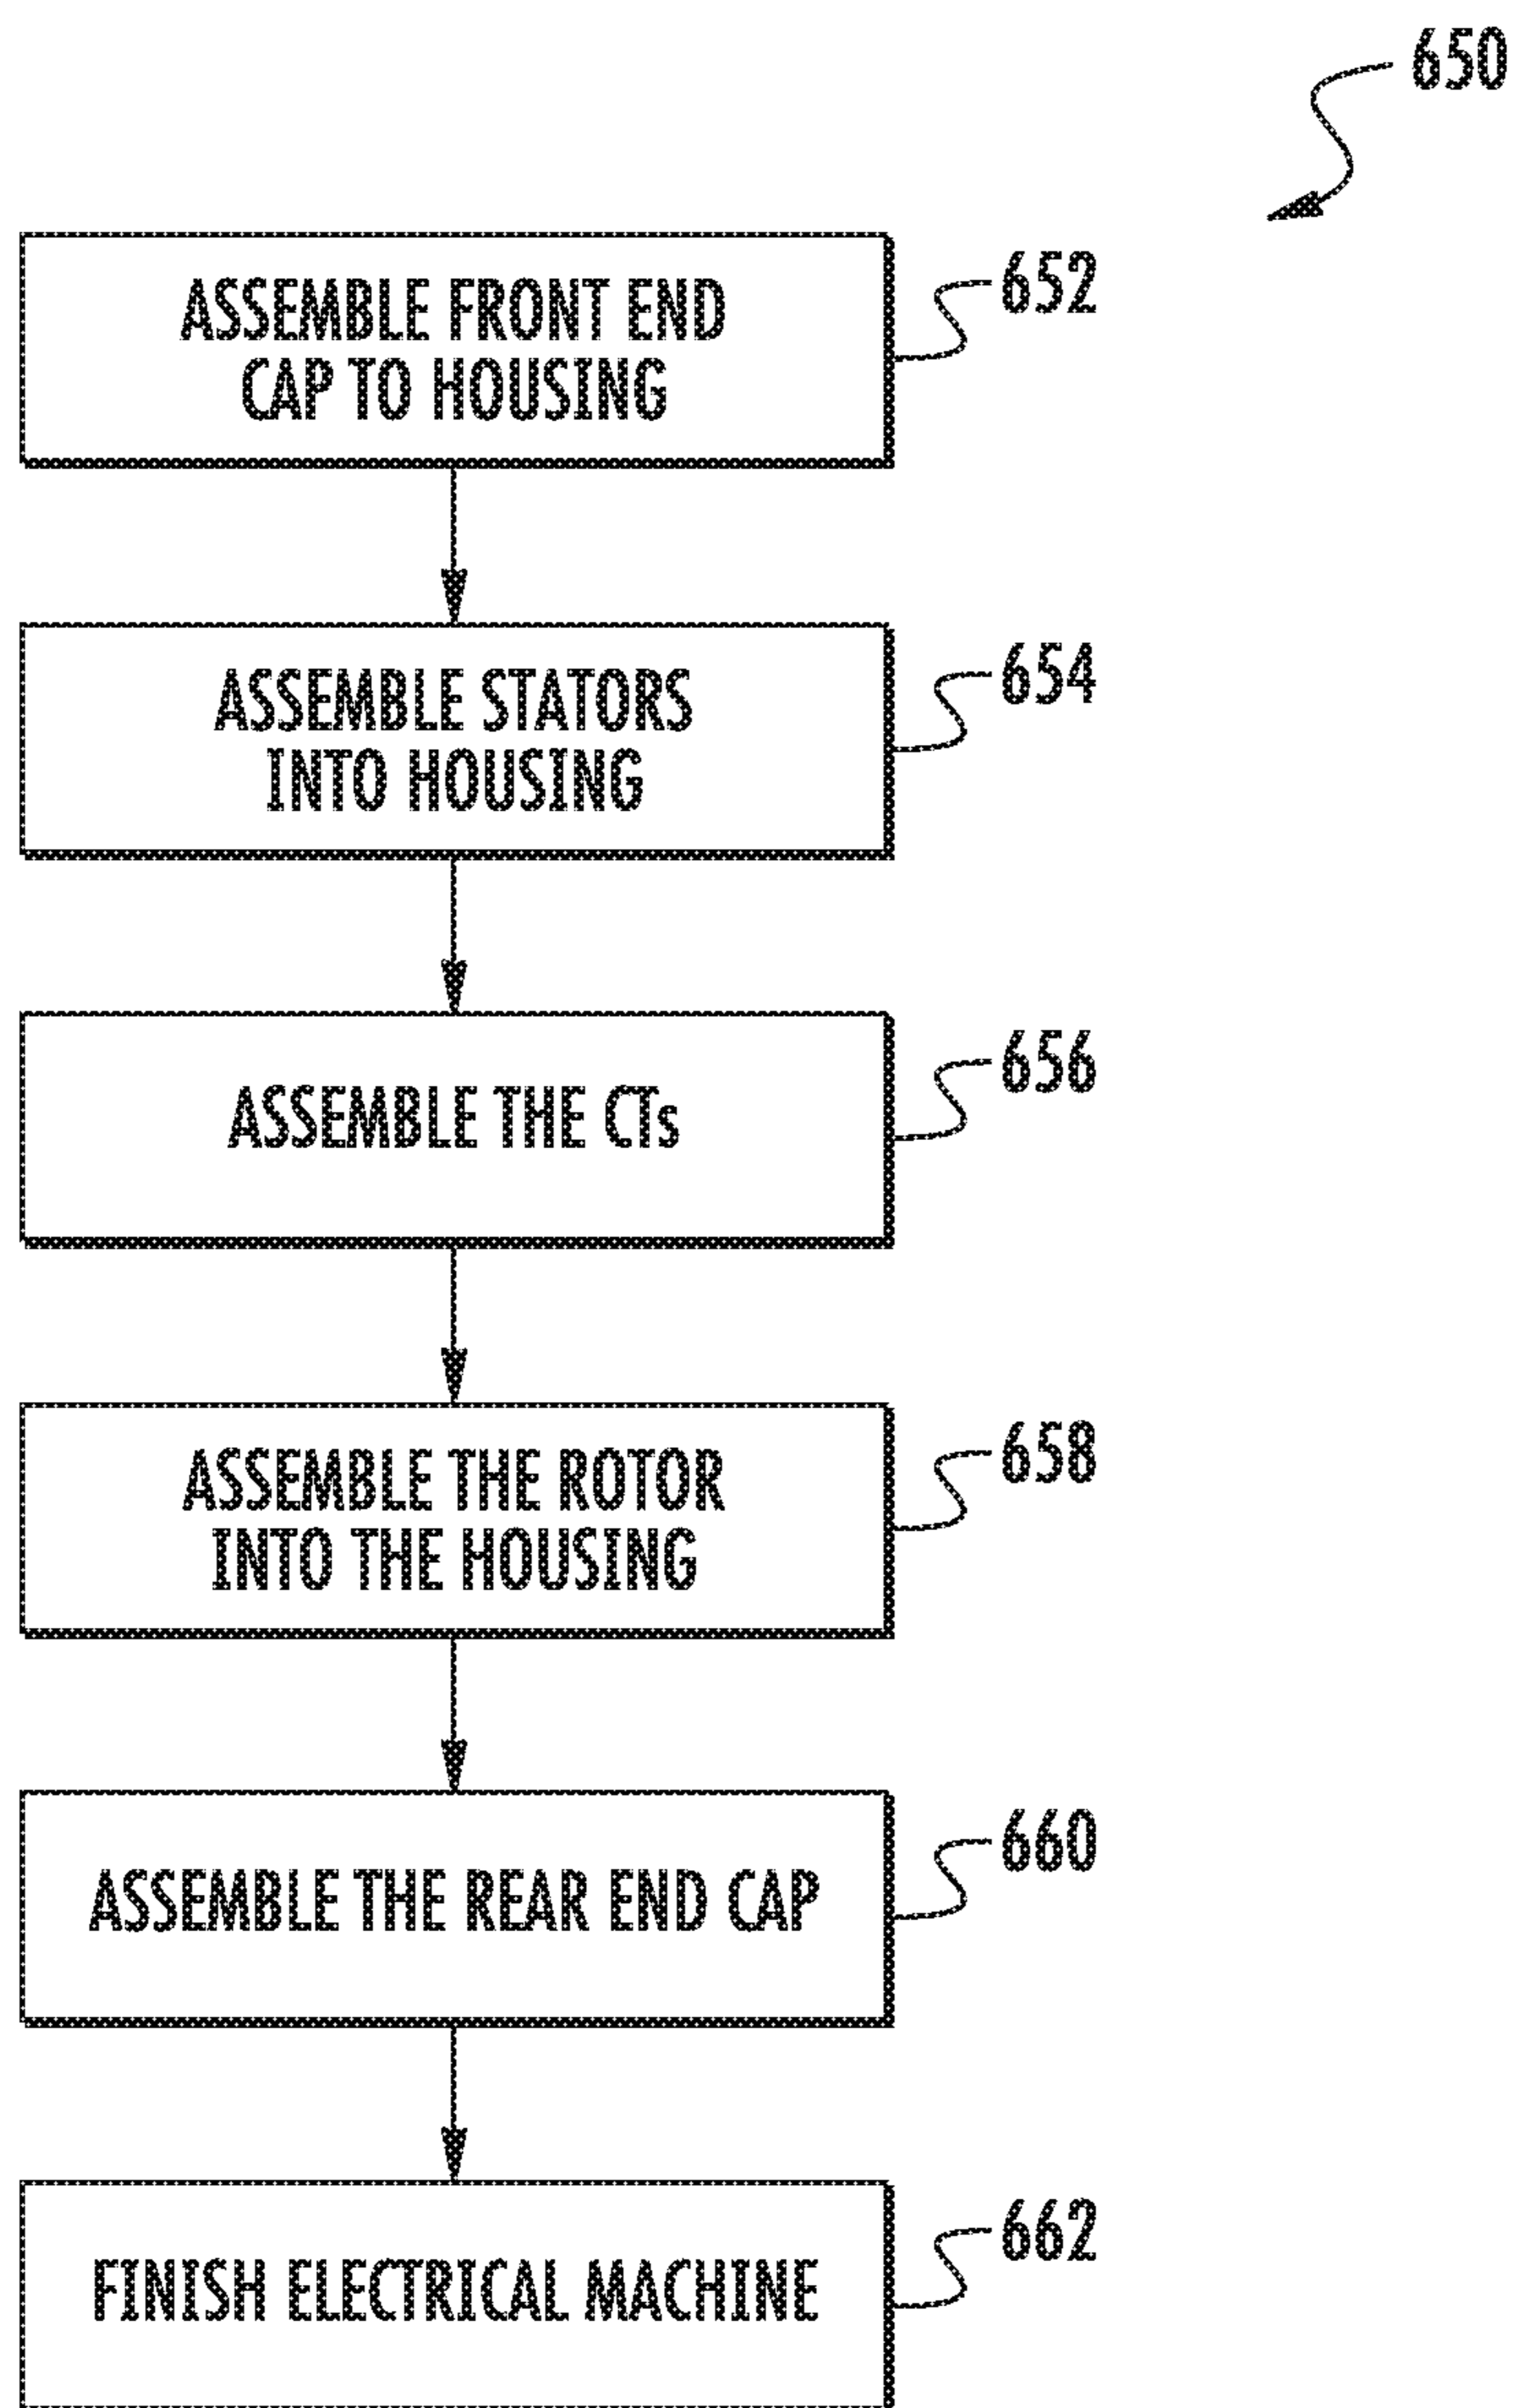 650
ASSEMBLE FRONT END
CAP TO HOUSING
652
ASSEMBLE STATORS
INTO HOUSING
654
ASSEMBLE THE CTs
656
ASSEMBLE THE ROTOR
INTO THE HOUSING
658
ASSEMBLE THE REAR END CAP
660
FINISH ELECTRICAL MACHINE
662